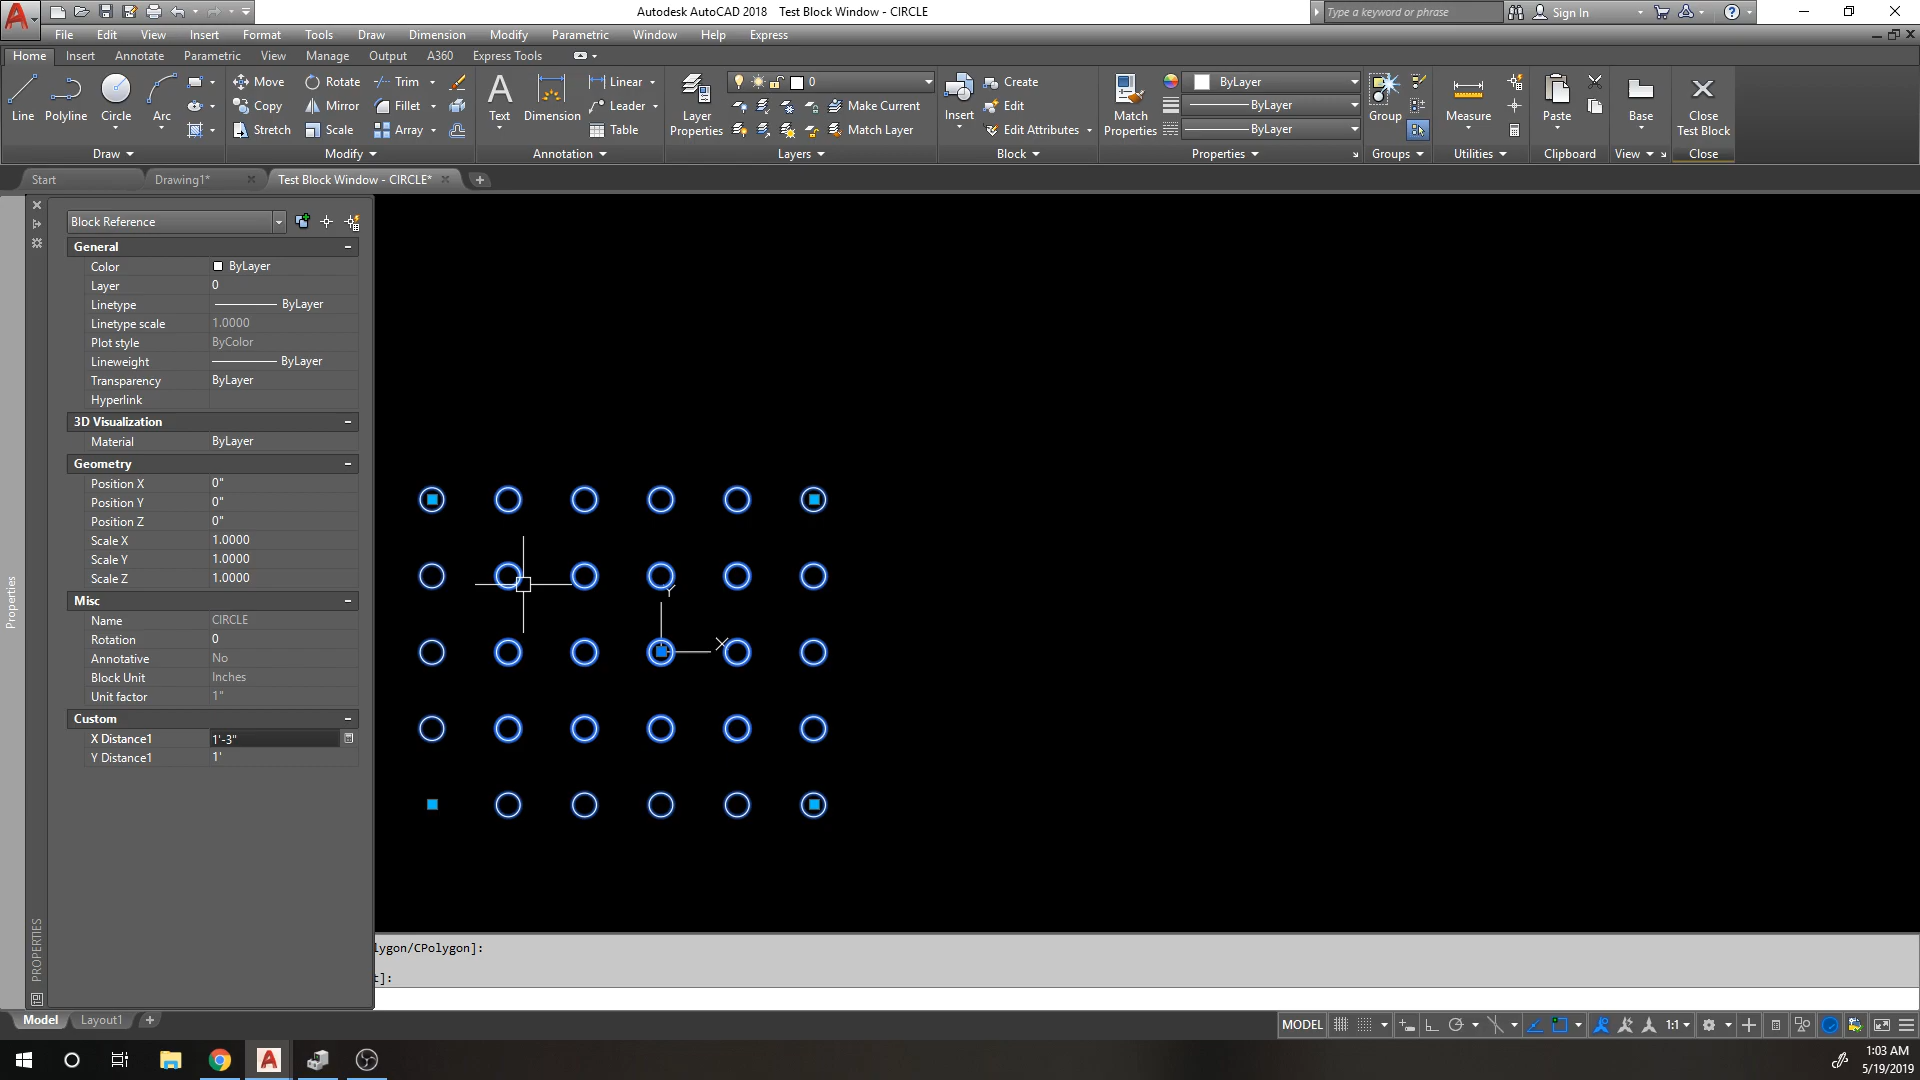 Autodesk AutoCAD 2018 Test Block Window - CIRCLE
Type a keyword or phrase
Sign In
File Edit View Insert Format Tools Draw Dimension Modify Parametric Window Help Express
Home Insert Annotate Parametric View Manage Output A360 Express Tools
Line
Polyline
Circle
Arc
Draw
Move
Rotate
Trim
Copy
Mirror
Fillet
Stretch
Scale
Array
Modify
Text
Dimension
Linear
Leader
Table
Annotation
Layer
Properties
0
Make Current
Match Layer
Layers
Insert
Create
Edit
Edit Attributes
Block
Match
Properties
ByLayer
ByLayer
ByLayer
Properties
Group
Groups
Measure
Utilities
Paste
Clipboard
Base
View
Close
Test Block
Close
Start
Drawing1*
Test Block Window - CIRCLE*
Block Reference
General
Color ByLayer
Layer 0
Linetype ByLayer
Linetype scale 1.0000
Plot style ByColor
Lineweight ByLayer
Transparency ByLayer
Hyperlink
3D Visualization
Material ByLayer
Geometry
Position X 0"
Position Y 0"
Position Z 0"
Scale X 1.0000
Scale Y 1.0000
Scale Z 1.0000
Misc
Name CIRCLE
Rotation 0
Annotative No
Block Unit Inches
Unit factor 1"
Custom
X Distance1 1'-3"
Y Distance1 1'
Properties
PROPERTIES
Y
X
lygon/CPolygon]:
t]:
Model Layout1
MODEL
1:1
1:03 AM
5/19/2019